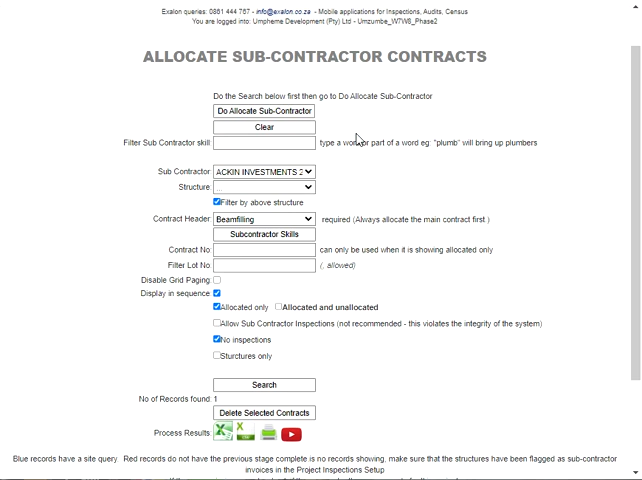 Exalon queries: 0861 444 767 - info@exalon.co.za - Mobile applications for Inspections, Audits, Census
You are logged into: Umpheme Development (Pty) Ltd - Umzumbe_W7W8_Phase2
ALLOCATE SUB-CONTRACTOR CONTRACTS
Do the Search below first then go to Do Allocate Sub-Contractor
Do Allocate Sub-Contractor
Clear
Filter Sub Contractor skill: type a word or part of a word eg: "plumb" will bring up plumbers
Sub Contractor: ACKIN INVESTMENTS 2
Structure: ...
Filter by above structure
Contract Header: Beamfilling required (Always allocate the main contract first.)
Subcontractor Skills
Contract No: can only be used when it is showing allocated only
Filter Lot No. (, allowed)
Disable Grid Paging
Display in sequence
Allocated only Allocated and unallocated
Allow Sub Contractor Inspections (not recommended - this violates the integrity of the system)
No inspections
Sturctures only
Search
No of Records found: 1
Delete Selected Contracts
Process Results:
Blue records have a site query. Red records do not have the previous stage complete is no records showing, make sure that the structures have been flagged as sub-contractor
invoices in the Project Inspections Setup